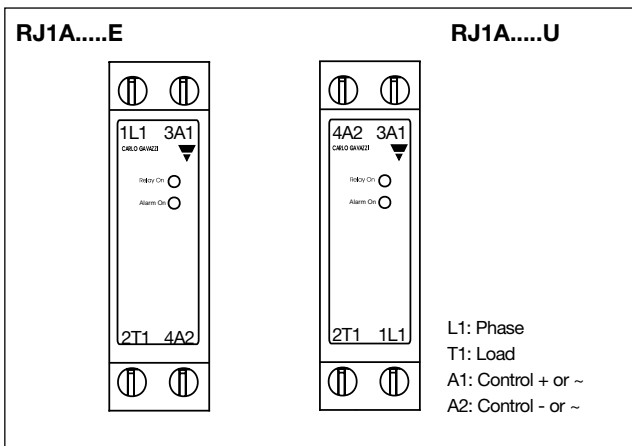 RJ1A.....E
RJ1A.....U
1L1 3A1
CARLO GAVAZZI
Relay On
Alarm On
2T1 4A2
4A2 3A1
CARLO GAVAZZI
Relay On
Alarm On
2T1 1L1
L1: Phase
T1: Load
A1: Control + or ~
A2: Control - or ~